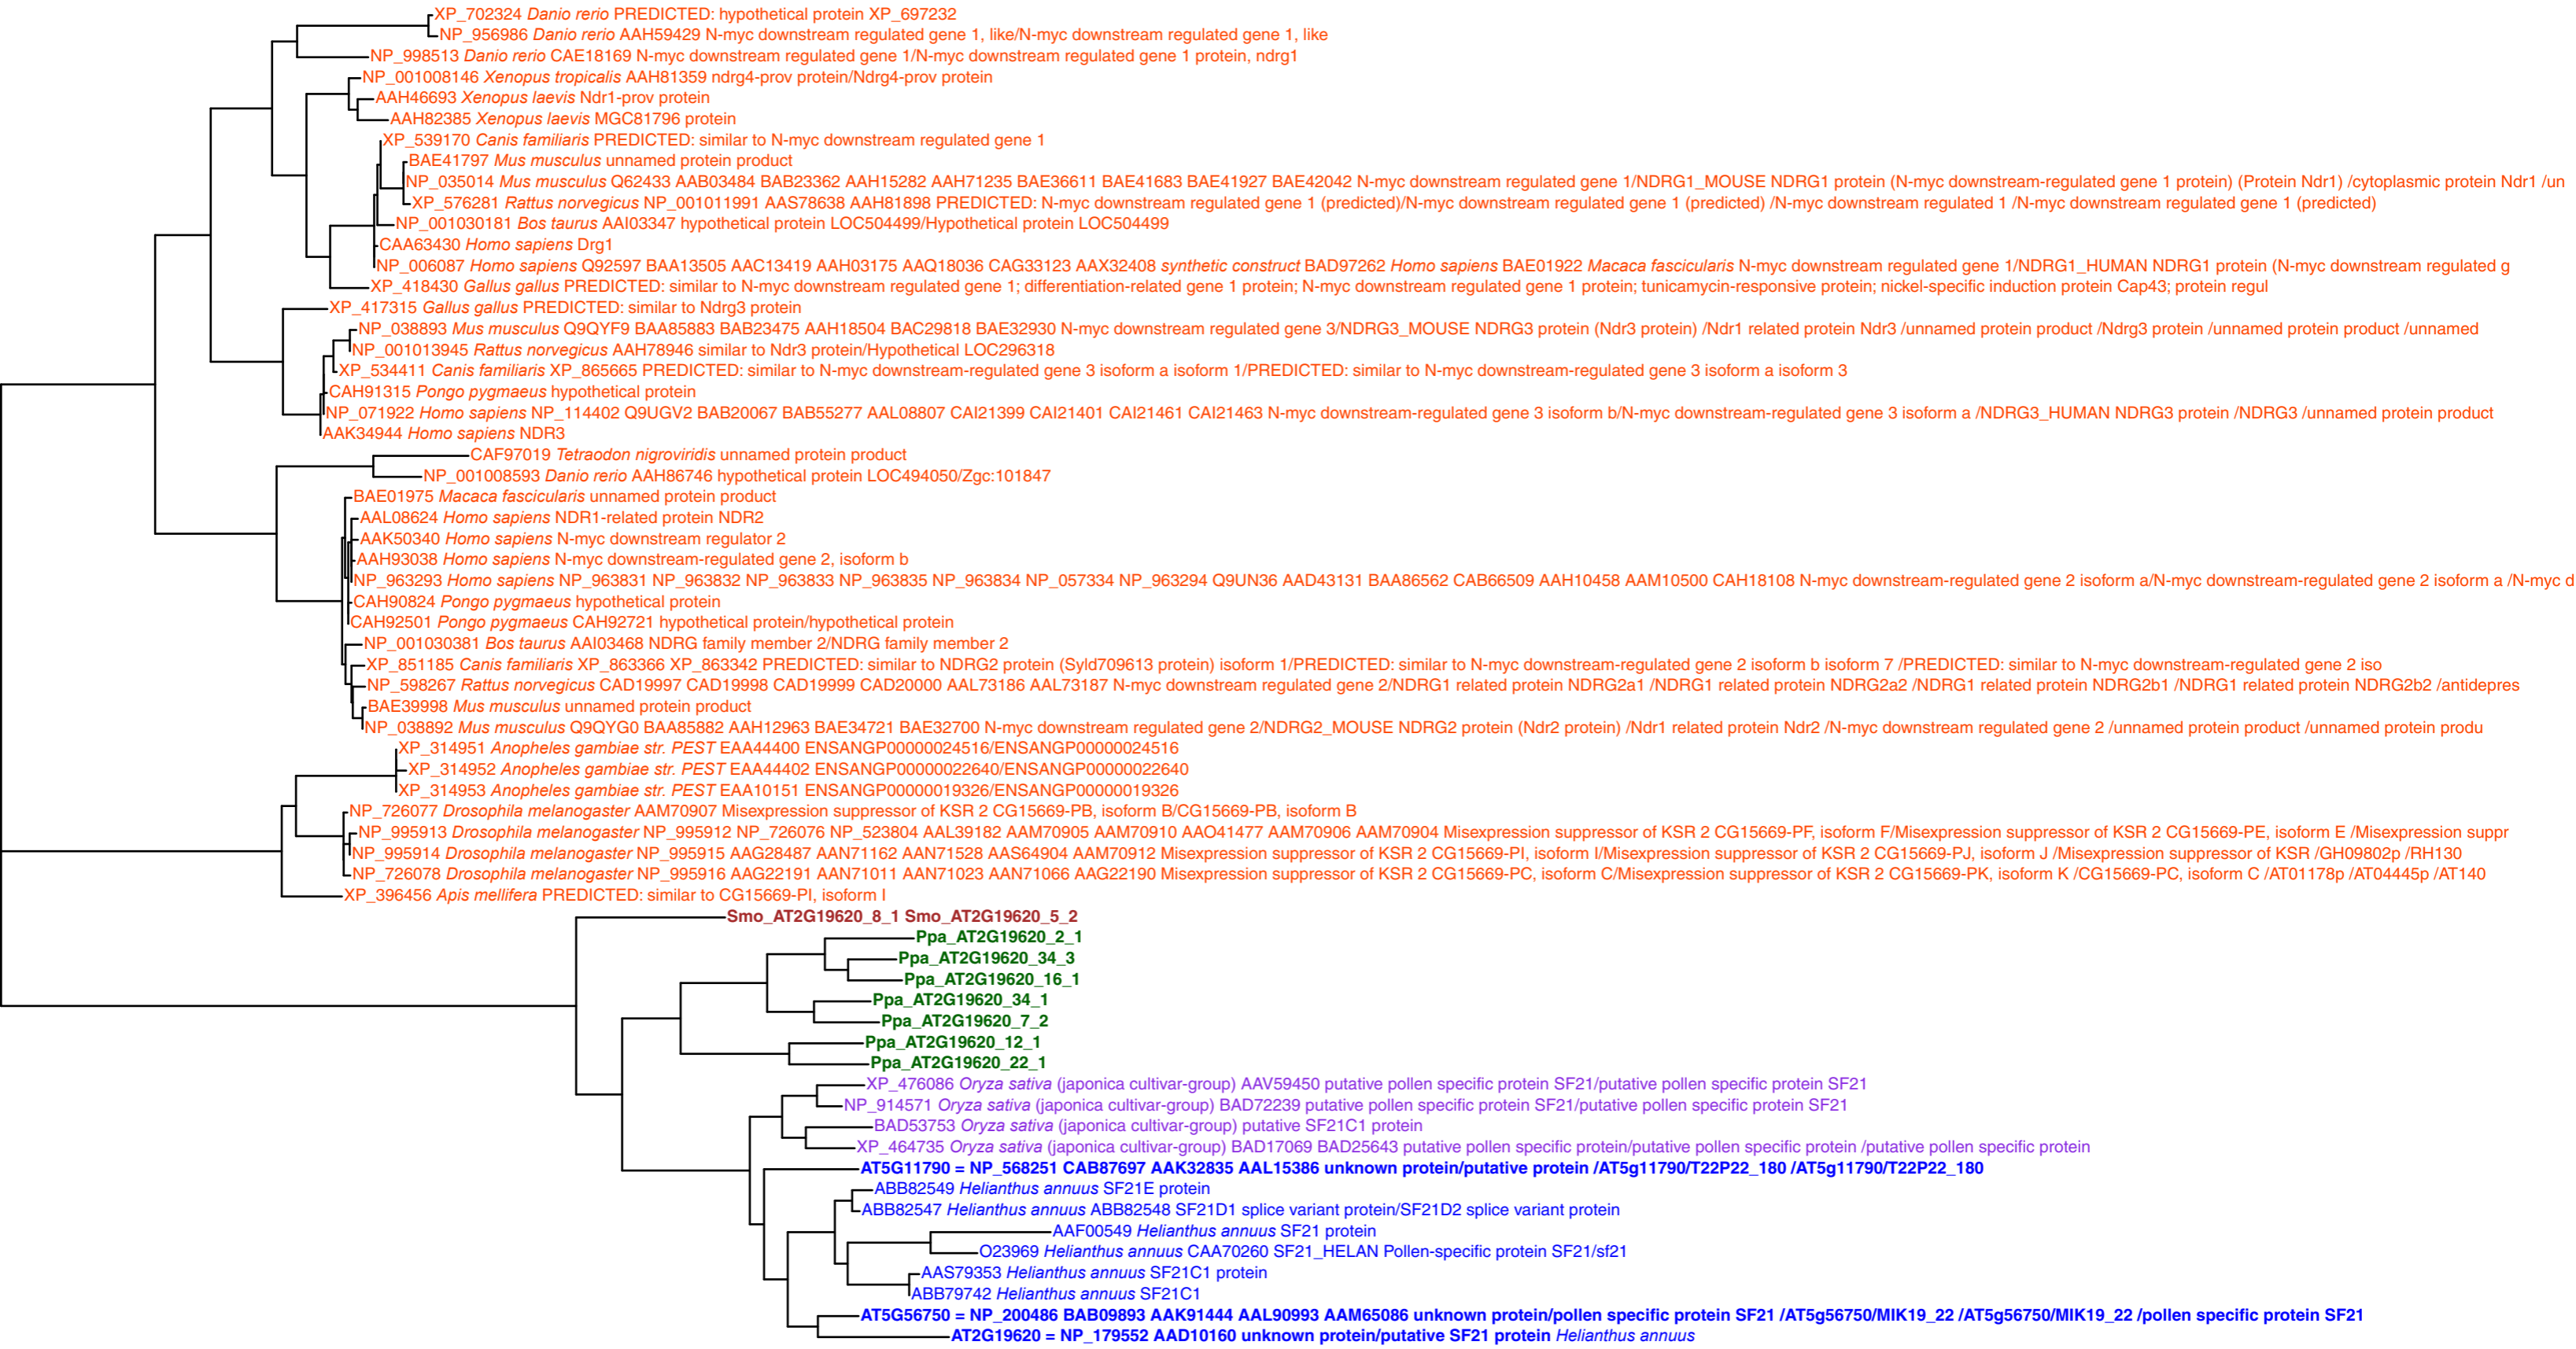 XP_702324 Danio rerio PREDICTED: hypothetical protein XP_697232
NP_956986 Danio rerio AAH59429 N-myc downstream regulated gene 1, like/N-myc downstream regulated gene 1, like
NP_998513 Danio rerio CAE18169 N-myc downstream regulated gene 1/N-myc downstream regulated gene 1 protein, ndrg1
NP_001008146 Xenopus tropicalis AAH81359 ndrg4-prov protein/Ndrg4-prov protein
AAH46693 Xenopus laevis Ndr1-prov protein
AAH82385 Xenopus laevis MGC81796 protein
XP_539170 Canis familiaris PREDICTED: similar to N-myc downstream regulated gene 1
BAE41797 Mus musculus unnamed protein product
NP_035014 Mus musculus Q62433 AAB03484 BAB23362 AAH15282 AAH71235 BAE36611 BAE41683 BAE41927 BAE42042 N-myc downstream regulated gene 1/NDRG1_MOUSE NDRG1 protein (N-myc downstream-regulated gene 1 protein) (Protein Ndr1) /cytoplasmic protein Ndr1 /un
XP_576281 Rattus norvegicus NP_001011991 AAS78638 AAH81898 PREDICTED: N-myc downstream regulated gene 1 (predicted)/N-myc downstream regulated gene 1 (predicted) /N-myc downstream regulated 1 /N-myc downstream regulated gene 1 (predicted)
NP_001030181 Bos taurus AAI03347 hypothetical protein LOC504499/Hypothetical protein LOC504499
CAA63430 Homo sapiens Drg1
NP_006087 Homo sapiens Q92597 BAA13505 AAC13419 AAH03175 AAQ18036 CAG33123 AAX32408 synthetic construct BAD97262 Homo sapiens BAE01922 Macaca fascicularis N-myc downstream regulated gene 1/NDRG1_HUMAN NDRG1 protein (N-myc downstream regulated g
XP_418430 Gallus gallus PREDICTED: similar to N-myc downstream regulated gene 1; differentiation-related gene 1 protein; N-myc downstream regulated gene 1 protein; tunicamycin-responsive protein; nickel-specific induction protein Cap43; protein regul
XP_417315 Gallus gallus PREDICTED: similar to Ndrg3 protein
NP_038893 Mus musculus Q9QYF9 BAA85883 BAB23475 AAH18504 BAC29818 BAE32930 N-myc downstream regulated gene 3/NDRG3_MOUSE NDRG3 protein (Ndr3 protein) /Ndr1 related protein Ndr3 /unnamed protein product /Ndrg3 protein /unnamed protein product /unnamed
NP_001013945 Rattus norvegicus AAH78946 similar to Ndr3 protein/Hypothetical LOC296318
XP_534411 Canis familiaris XP_865665 PREDICTED: similar to N-myc downstream-regulated gene 3 isoform a isoform 1/PREDICTED: similar to N-myc downstream-regulated gene 3 isoform a isoform 3
CAH91315 Pongo pygmaeus hypothetical protein
NP_071922 Homo sapiens NP_114402 Q9UGV2 BAB20067 BAB55277 AAL08807 CAI21399 CAI21401 CAI21461 CAI21463 N-myc downstream-regulated gene 3 isoform b/N-myc downstream-regulated gene 3 isoform a /NDRG3_HUMAN NDRG3 protein /NDRG3 /unnamed protein product
AAK34944 Homo sapiens NDR3
CAF97019 Tetraodon nigroviridis unnamed protein product
NP_001008593 Danio rerio AAH86746 hypothetical protein LOC494050/Zgc:101847
BAE01975 Macaca fascicularis unnamed protein product
AAL08624 Homo sapiens NDR1-related protein NDR2
AAK50340 Homo sapiens N-myc downstream regulator 2
AAH93038 Homo sapiens N-myc downstream-regulated gene 2, isoform b
NP_963293 Homo sapiens NP_963831 NP_963832 NP_963833 NP_963835 NP_963834 NP_057334 NP_963294 Q9UN36 AAD43131 BAA86562 CAB66509 AAH10458 AAM10500 CAH18108 N-myc downstream-regulated gene 2 isoform a/N-myc downstream-regulated gene 2 isoform a /N-myc d
CAH90824 Pongo pygmaeus hypothetical protein
CAH92501 Pongo pygmaeus CAH92721 hypothetical protein/hypothetical protein
NP_001030381 Bos taurus AAI03468 NDRG family member 2/NDRG family member 2
XP_851185 Canis familiaris XP_863366 XP_863342 PREDICTED: similar to NDRG2 protein (Syld709613 protein) isoform 1/PREDICTED: similar to N-myc downstream-regulated gene 2 isoform b isoform 7 /PREDICTED: similar to N-myc downstream-regulated gene 2 iso
NP_598267 Rattus norvegicus CAD19997 CAD19998 CAD19999 CAD20000 AAL73186 AAL73187 N-myc downstream regulated gene 2/NDRG1 related protein NDRG2a1 /NDRG1 related protein NDRG2a2 /NDRG1 related protein NDRG2b1 /NDRG1 related protein NDRG2b2 /antidepres
BAE39998 Mus musculus unnamed protein product
NP_038892 Mus musculus Q9QYG0 BAA85882 AAH12963 BAE34721 BAE32700 N-myc downstream regulated gene 2/NDRG2_MOUSE NDRG2 protein (Ndr2 protein) /Ndr1 related protein Ndr2 /N-myc downstream regulated gene 2 /unnamed protein product /unnamed protein produ
XP_314951 Anopheles gambiae str. PEST EAA44400 ENSANGP00000024516/ENSANGP00000024516
XP_314952 Anopheles gambiae str. PEST EAA44402 ENSANGP00000022640/ENSANGP00000022640
XP_314953 Anopheles gambiae str. PEST EAA10151 ENSANGP00000019326/ENSANGP00000019326
NP_726077 Drosophila melanogaster AAM70907 Misexpression suppressor of KSR 2 CG15669-PB, isoform B/CG15669-PB, isoform B
NP_995913 Drosophila melanogaster NP_995912 NP_726076 NP_523804 AAL39182 AAM70905 AAM70910 AAO41477 AAM70906 AAM70904 Misexpression suppressor of KSR 2 CG15669-PF, isoform F/Misexpression suppressor of KSR 2 CG15669-PE, isoform E /Misexpression suppr
NP_995914 Drosophila melanogaster NP_995915 AAG28487 AAN71162 AAN71528 AAS64904 AAM70912 Misexpression suppressor of KSR 2 CG15669-PI, isoform I/Misexpression suppressor of KSR 2 CG15669-PJ, isoform J /Misexpression suppressor of KSR /GH09802p /RH130
NP_726078 Drosophila melanogaster NP_995916 AAG22191 AAN71011 AAN71023 AAN71066 AAG22190 Misexpression suppressor of KSR 2 CG15669-PC, isoform C/Misexpression suppressor of KSR 2 CG15669-PK, isoform K /CG15669-PC, isoform C /AT01178p /AT04445p /AT140
XP_396456 Apis mellifera PREDICTED: similar to CG15669-PI, isoform I
Smo_AT2G19620_8_1 Smo_AT2G19620_5_2
Ppa_AT2G19620_2_1
Ppa_AT2G19620_34_3
Ppa_AT2G19620_16_1
Ppa_AT2G19620_34_1
Ppa_AT2G19620_7_2
Ppa_AT2G19620_12_1
Ppa_AT2G19620_22_1
XP_476086 Oryza sativa (japonica cultivar-group) AAV59450 putative pollen specific protein SF21/putative pollen specific protein SF21
NP_914571 Oryza sativa (japonica cultivar-group) BAD72239 putative pollen specific protein SF21/putative pollen specific protein SF21
BAD53753 Oryza sativa (japonica cultivar-group) putative SF21C1 protein
XP_464735 Oryza sativa (japonica cultivar-group) BAD17069 BAD25643 putative pollen specific protein/putative pollen specific protein /putative pollen specific protein
AT5G11790 = NP_568251 CAB87697 AAK32835 AAL15386 unknown protein/putative protein /AT5g11790/T22P22_180 /AT5g11790/T22P22_180
ABB82549 Helianthus annuus SF21E protein
ABB82547 Helianthus annuus ABB82548 SF21D1 splice variant protein/SF21D2 splice variant protein
AAF00549 Helianthus annuus SF21 protein
O23969 Helianthus annuus CAA70260 SF21_HELAN Pollen-specific protein SF21/sf21
AAS79353 Helianthus annuus SF21C1 protein
ABB79742 Helianthus annuus SF21C1
AT5G56750 = NP_200486 BAB09893 AAK91444 AAL90993 AAM65086 unknown protein/pollen specific protein SF21 /AT5g56750/MIK19_22 /AT5g56750/MIK19_22 /pollen specific protein SF21
AT2G19620 = NP_179552 AAD10160 unknown protein/putative SF21 protein Helianthus annuus